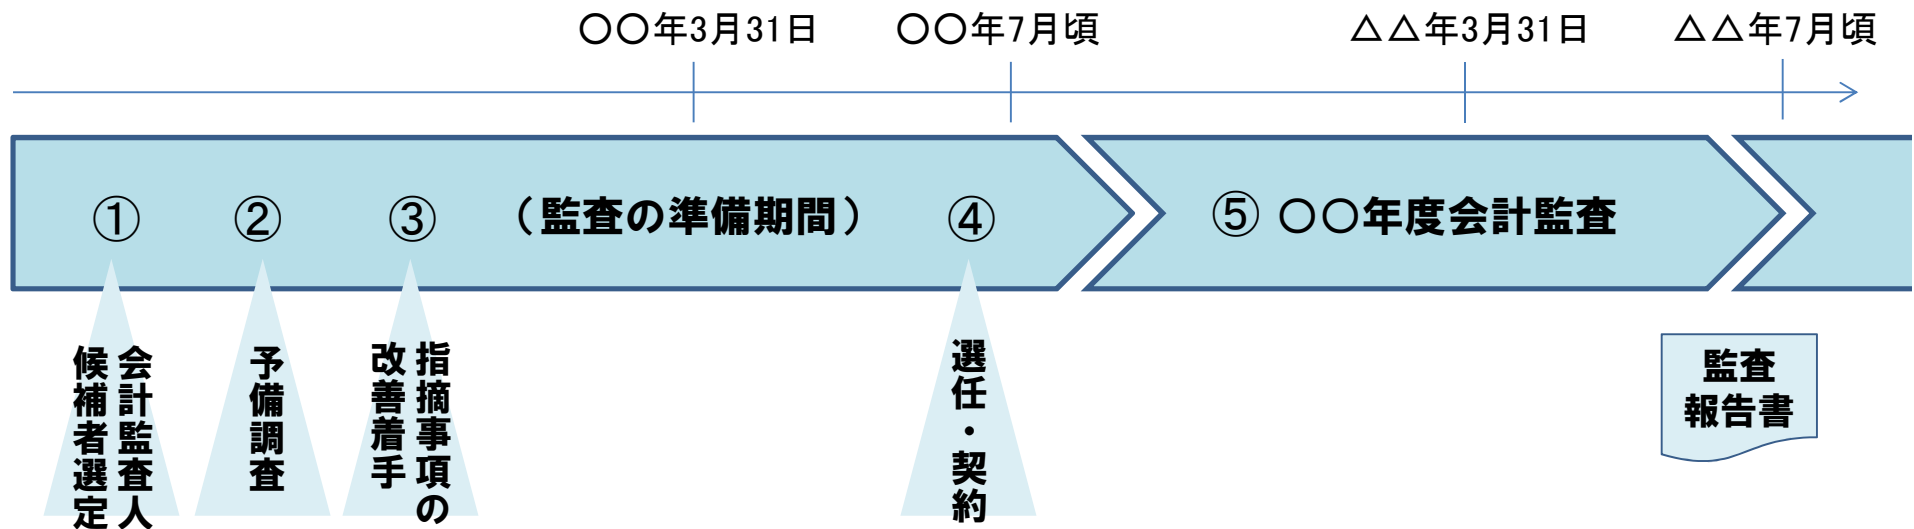 〇〇年3月31日
〇〇年7月頃
△△年3月31日
△△年7月頃
①
②
③
（監査の準備期間）
④
⑤ 〇〇年度会計監査
会計監査人
候補者選定
予備調査
指摘事項の
改善着手
選任・契約
監査
報告書